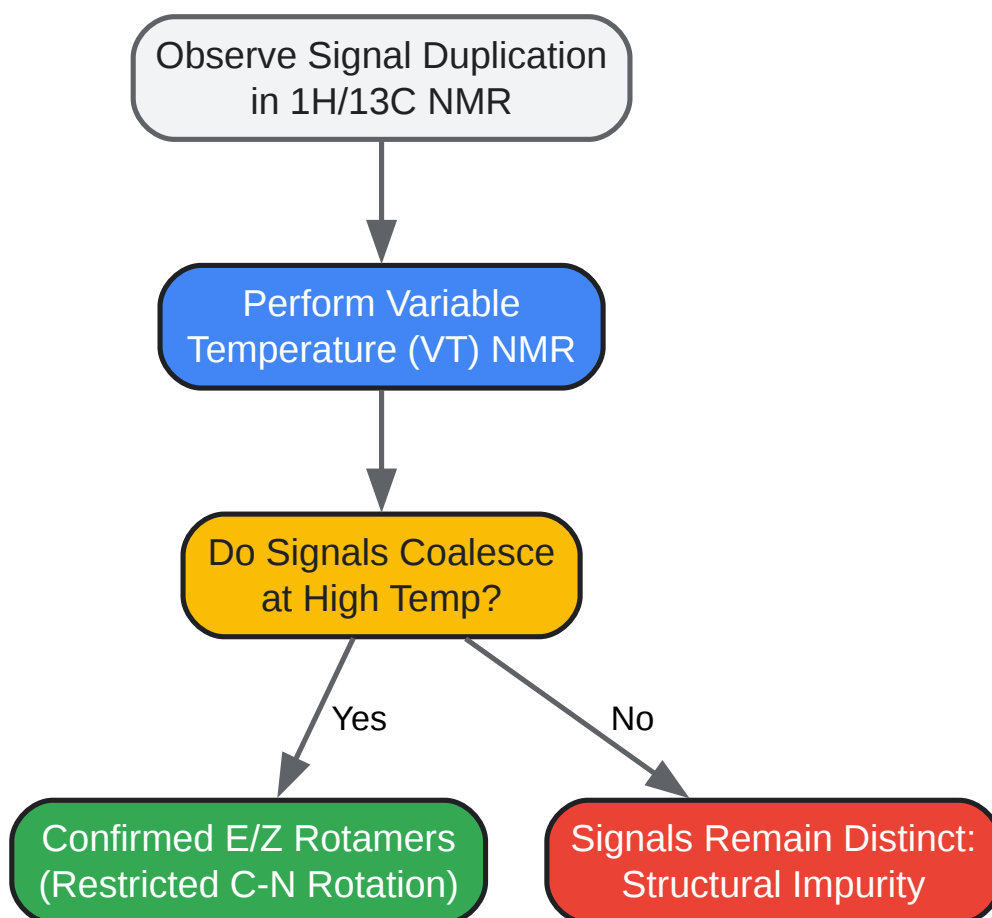 Observe Signal Duplication
in 1H/13C NMR
Perform Variable
Temperature (VT) NMR
Do Signals Coalesce
at High Temp?
Yes
No
Confirmed E/Z Rotamers
(Restricted C-N Rotation)
Signals Remain Distinct:
Structural Impurity